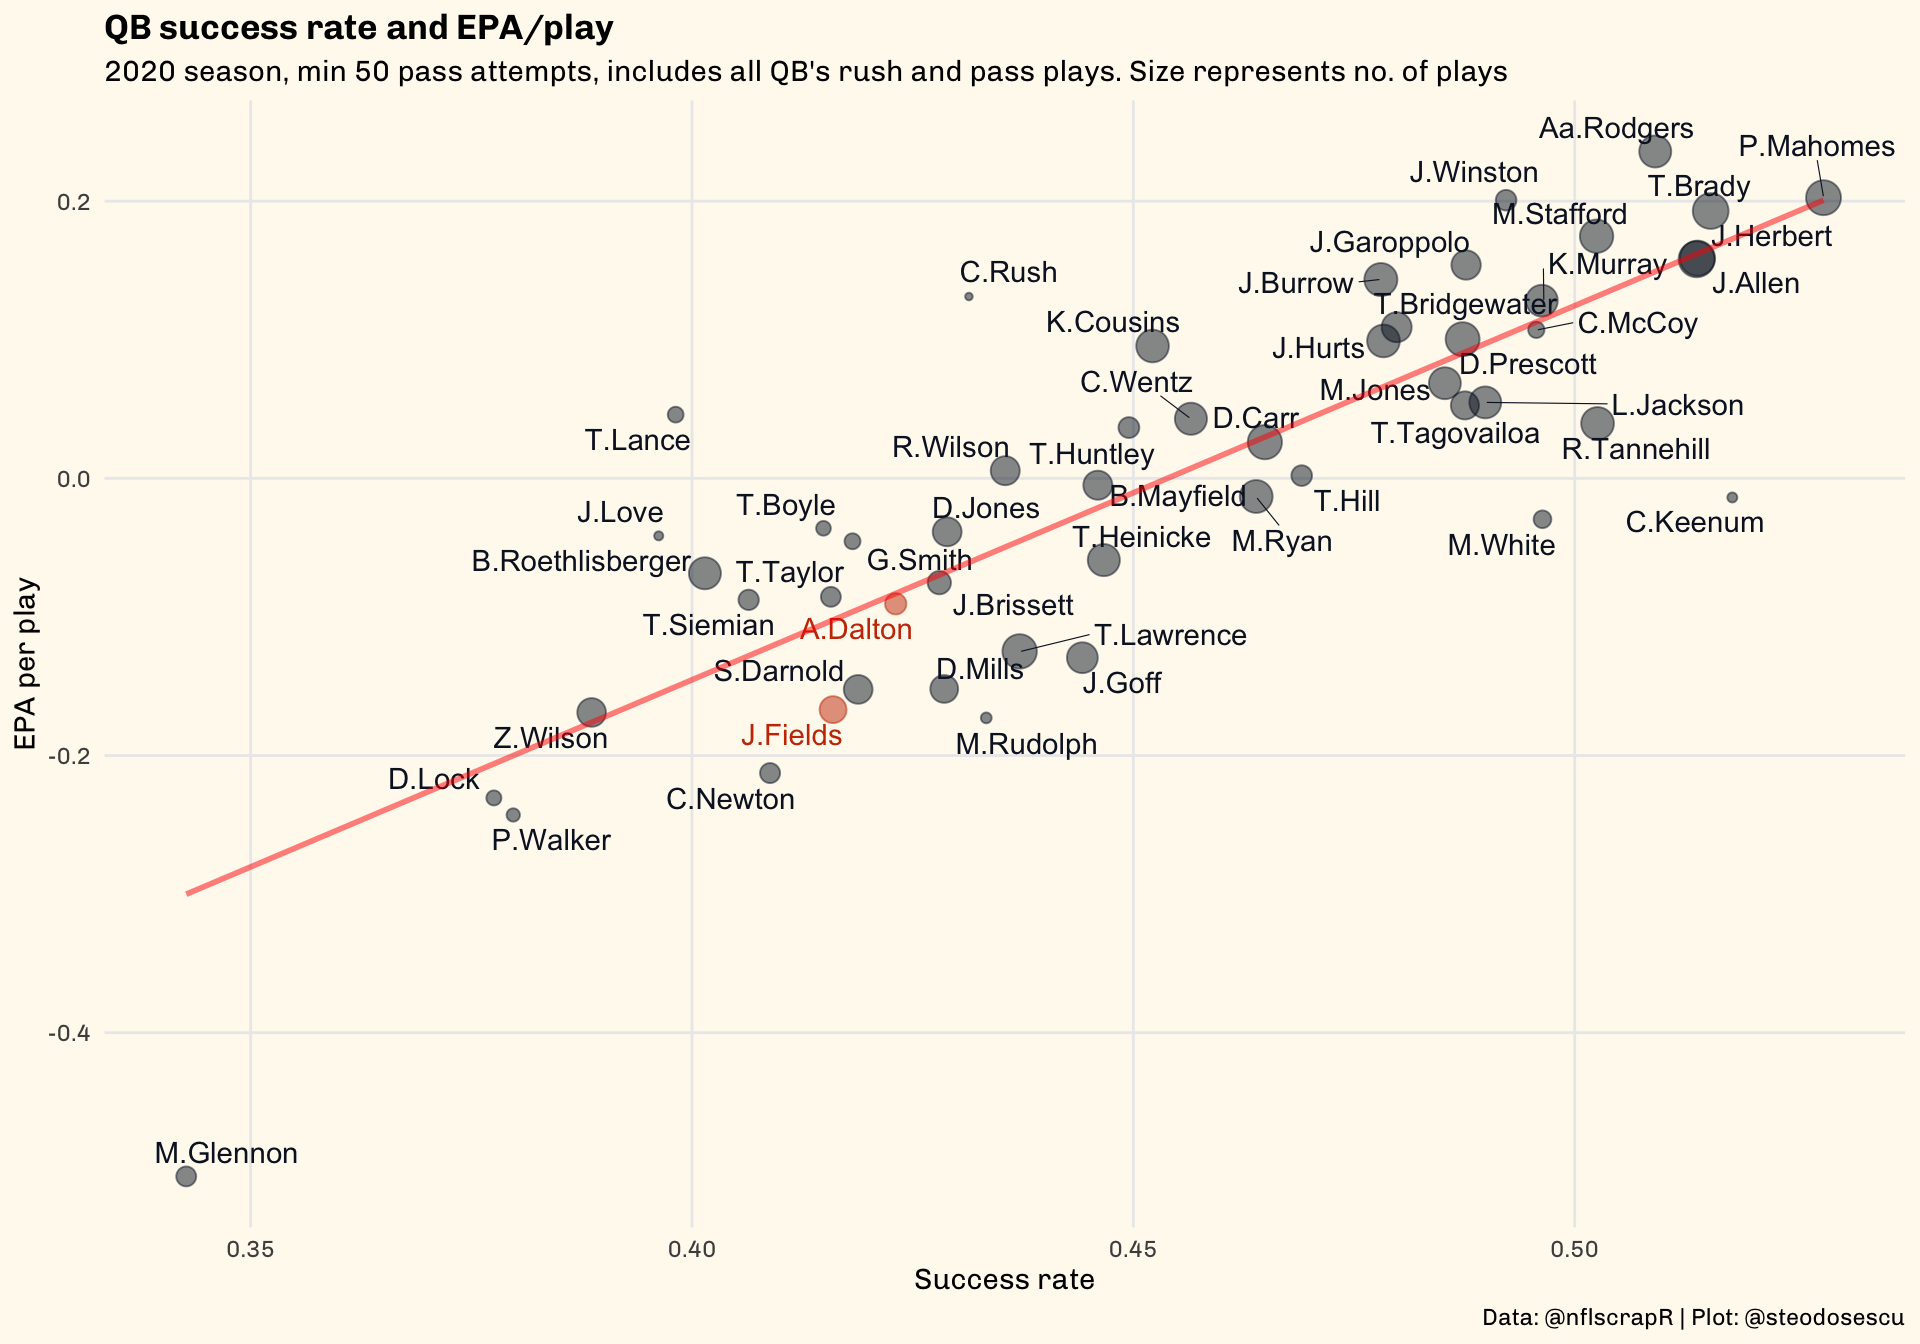 QB success rate and EPA/play
2020 season, min 50 pass attempts, includes all QB's rush and pass plays. Size represents no. of plays
Aa.Rodgers
P.Mahomes
J.Winston
T.Brady
M.Stafford
J.Herbert
J.Garoppolo
K.Murray
C.Rush
J.Burrow
J.Allen
T.Bridgewater
K.Cousins
C.McCoy
J.Hurts
D.Prescott
C.Wentz
M.Jones
L.Jackson
D.Carr
T.Lance
T.Tagovailoa
R.Wilson
T.Huntley
R.Tannehill
B.Mayfield
T.Hill
J.Love
T.Boyle
D.Jones
C.Keenum
T.Heinicke
M.Ryan
M.White
B.Roethlisberger
G.Smith
T.Taylor
J.Brissett
T.Siemian
A.Dalton
T.Lawrence
S.Darnold
D.Mills
J.Goff
Z.Wilson
J.Fields
M.Rudolph
D.Lock
C.Newton
P.Walker
M.Glennon
0.2
0.0
-0.2
-0.4
EPA per play
0.35
0.40
0.45
0.50
Success rate
Data: @nflscrapR | Plot: @steodosescu